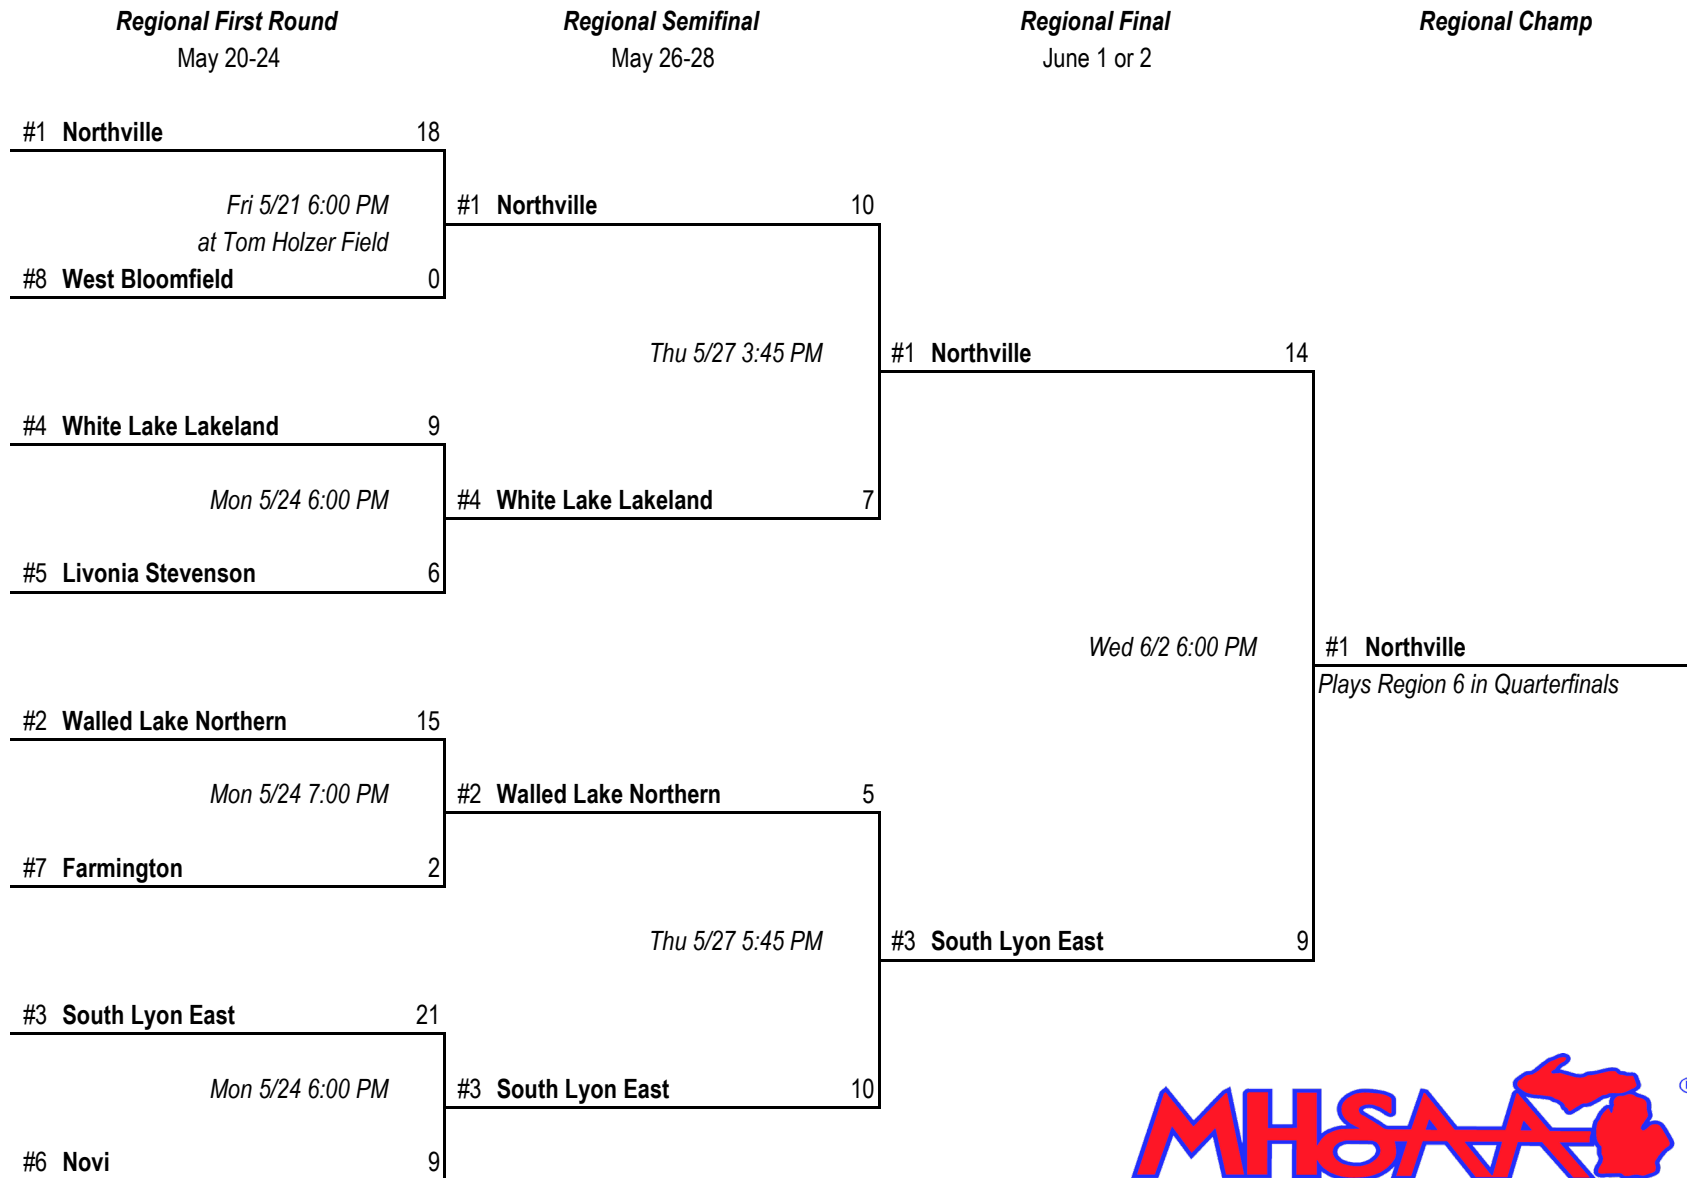 Regional First Round Regional Semifinal Regional Final Regional Champ
May 20-24 May 26-28 June 1 or 2
#1 Northville 18
Fri 5/21 6:00 PM #1 Northville 10
at Tom Holzer Field
#8 West Bloomfield 0
Thu 5/27 3:45 PM #1 Northville 14
#4 White Lake Lakeland 9
Mon 5/24 6:00 PM #4 White Lake Lakeland 7
#5 Livonia Stevenson 6
Wed 6/2 6:00 PM #1 Northville
Plays Region 6 in Quarterfinals
#2 Walled Lake Northern 15
Mon 5/24 7:00 PM #2 Walled Lake Northern 5
#7 Farmington 2
Thu 5/27 5:45 PM #3 South Lyon East 9
#3 South Lyon East 21
Mon 5/24 6:00 PM #3 South Lyon East 10
#6 Novi 9
MHSAA ®